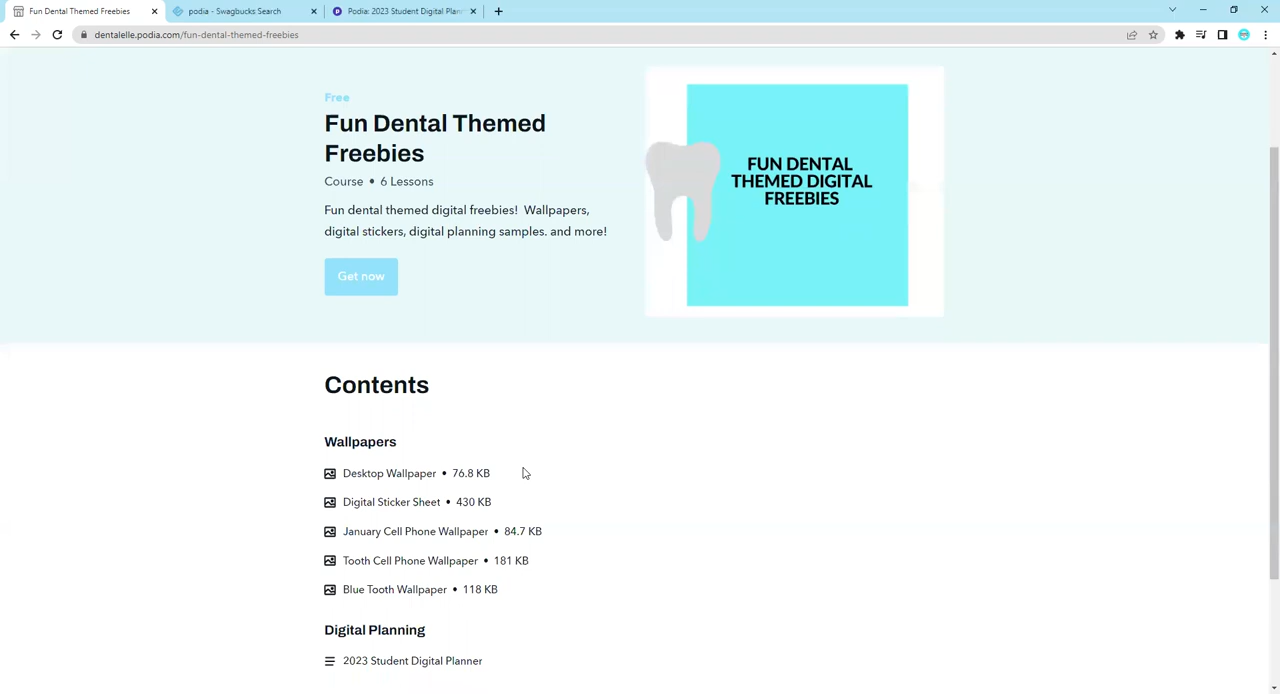 Fun Dental Themed Freebies
podia - Swagbucks Search
Podia: 2023 Student Digital Plan
dentalelle.podia.com/fun-dental-themed-freebies
Free
Fun Dental Themed
Freebies
Course • 6 Lessons
Fun dental themed digital freebies! Wallpapers,
digital stickers, digital planning samples. and more!
Get now
FUN DENTAL
THEMED DIGITAL
FREEBIES
Contents
Wallpapers
Desktop Wallpaper • 76.8 KB
Digital Sticker Sheet • 430 KB
January Cell Phone Wallpaper • 84.7 KB
Tooth Cell Phone Wallpaper • 181 KB
Blue Tooth Wallpaper • 118 KB
Digital Planning
2023 Student Digital Planner